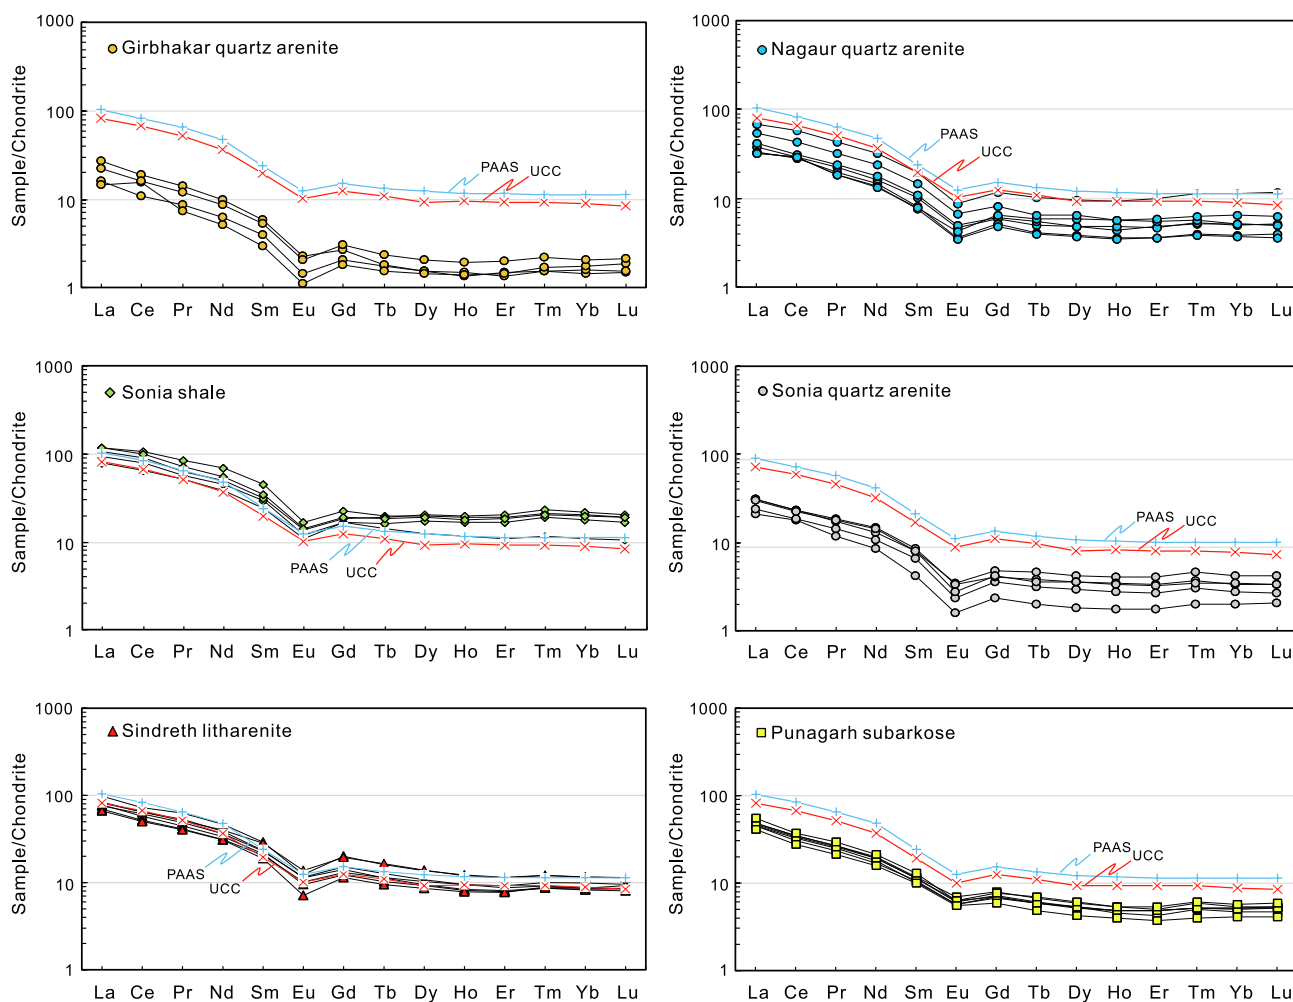 Girbhakar quartz arenite
Sample/Chondrite
1000
100
10
1
PAAS
UCC
La Ce Pr Nd Sm Eu Gd Tb Dy Ho Er Tm Yb Lu
Nagaur quartz arenite
Sample/Chondrite
1000
100
10
1
PAAS
UCC
La Ce Pr Nd Sm Eu Gd Tb Dy Ho Er Tm Yb Lu
Sonia shale
Sample/Chondrite
1000
100
10
1
PAAS
UCC
La Ce Pr Nd Sm Eu Gd Tb Dy Ho Er Tm Yb Lu
Sonia quartz arenite
Sample/Chondrite
1000
100
10
1
PAAS
UCC
La Ce Pr Nd Sm Eu Gd Tb Dy Ho Er Tm Yb Lu
Sindreth litharenite
Sample/Chondrite
1000
100
10
1
PAAS
UCC
La Ce Pr Nd Sm Eu Gd Tb Dy Ho Er Tm Yb Lu
Punagarh subarkose
Sample/Chondrite
1000
100
10
1
PAAS
UCC
La Ce Pr Nd Sm Eu Gd Tb Dy Ho Er Tm Yb Lu